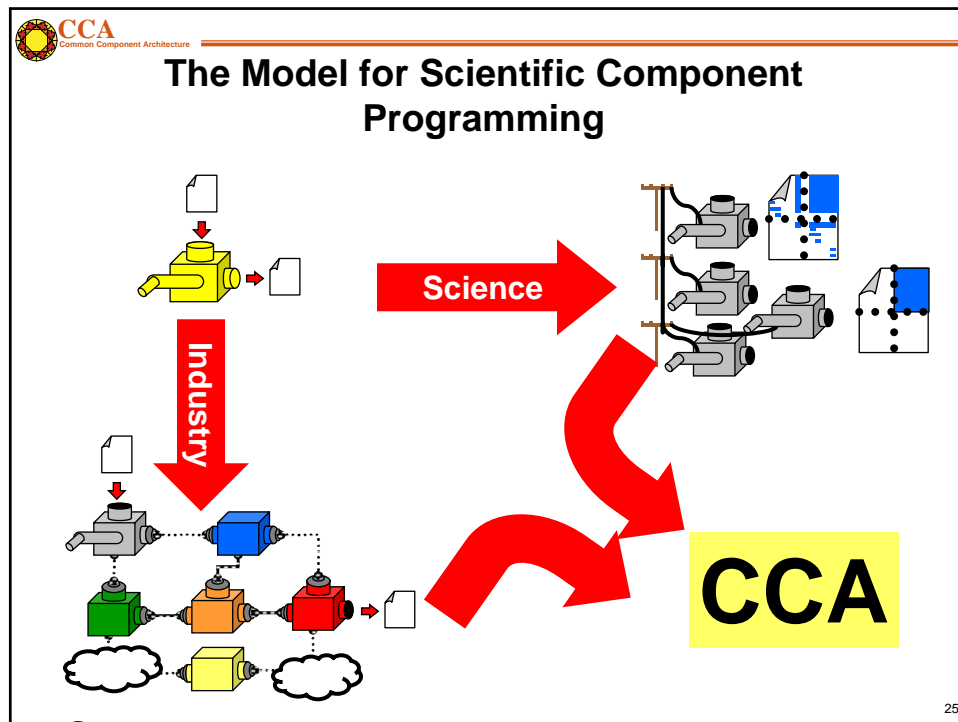 CCA
Common Component Architecture
The Model for Scientific Component
Programming
Science
Industry
CCA
25